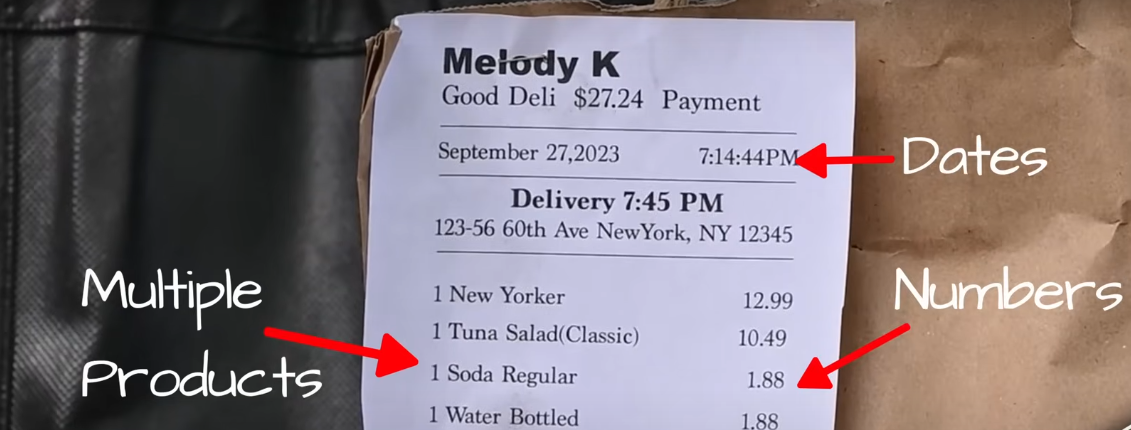 Melody K
Good Deli $27.24 Payment
September 27,2023 7:14:44PM
Dates
Delivery 7:45 PM
123-56 60th Ave NewYork, NY 12345
Multiple
Products
Numbers
1 New Yorker 12.99
1 Tuna Salad(Classic) 10.49
1 Soda Regular 1.88
1 Water Bottled 1.88